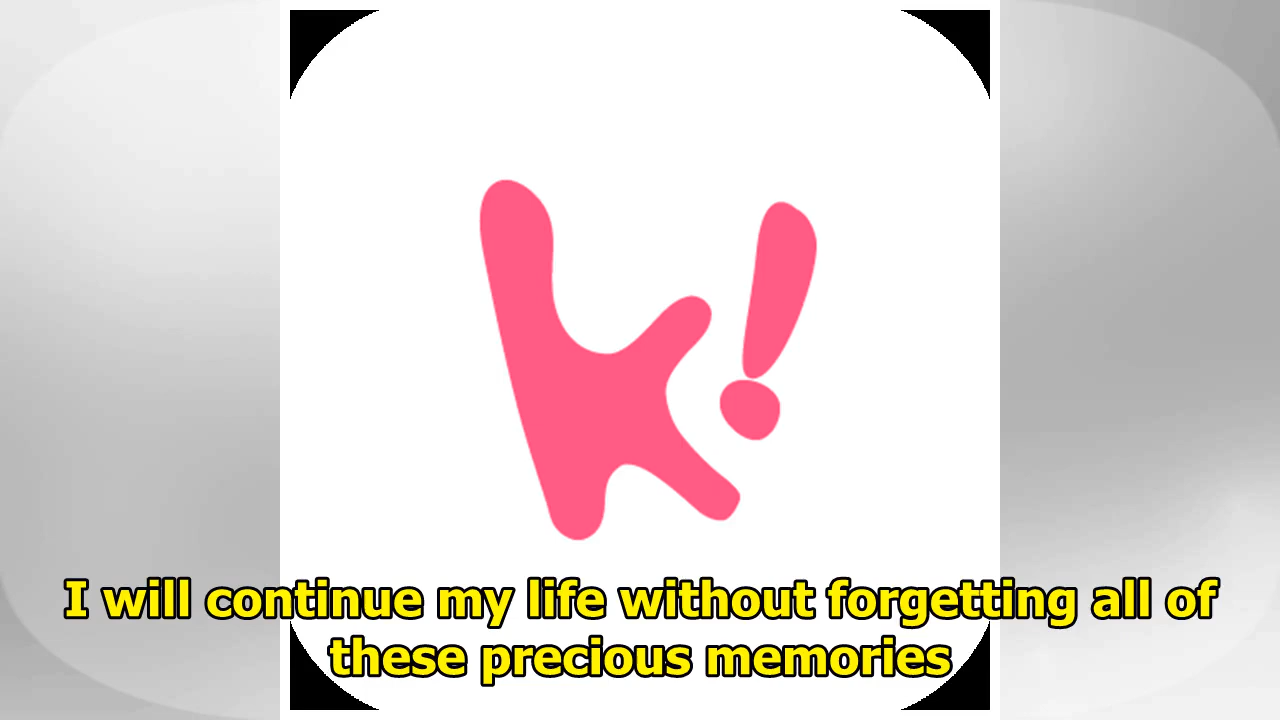 k!
I will continue my life without forgetting all of
these precious memories